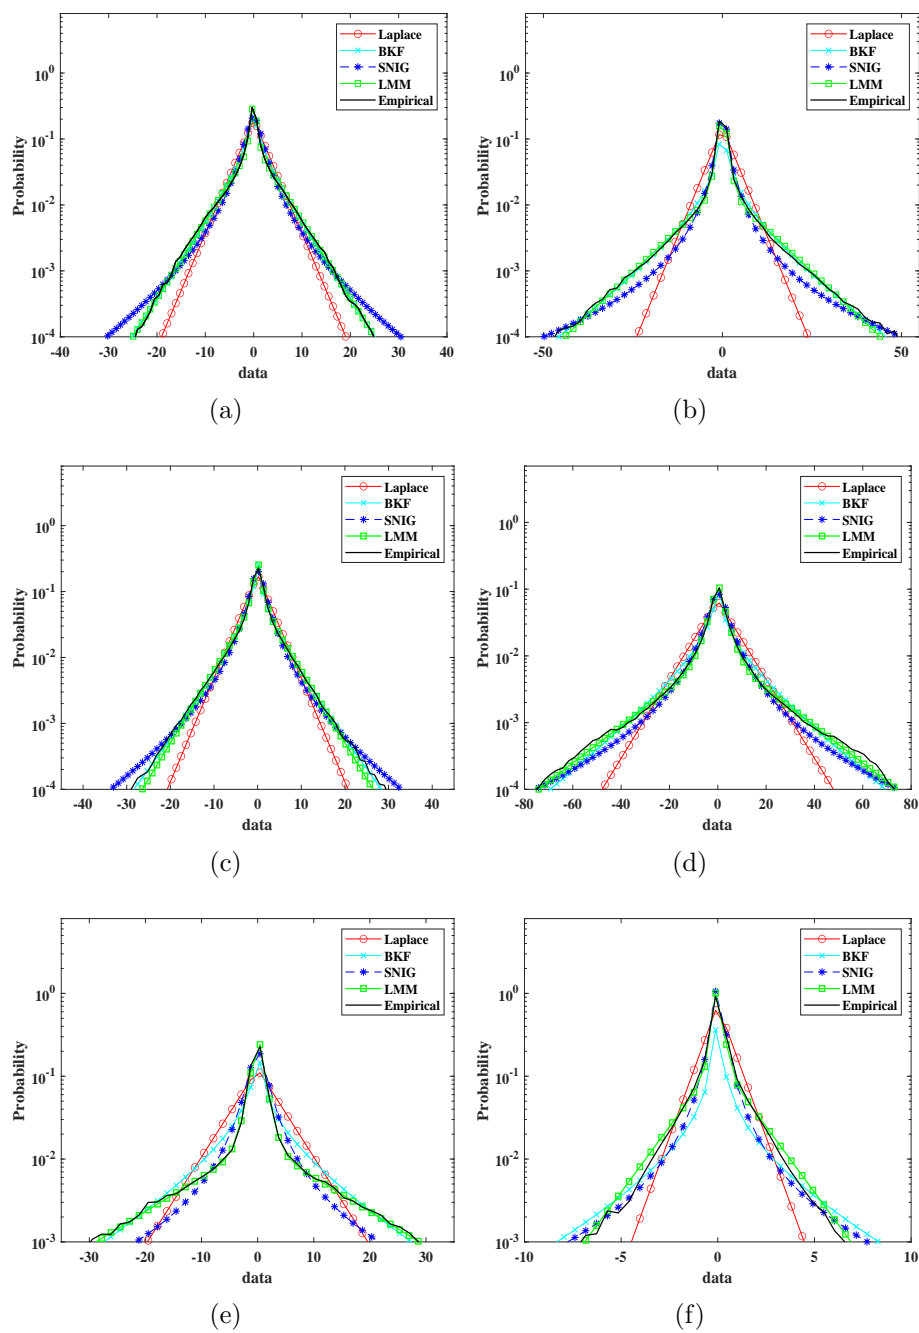 Laplace
BKF
SNIG
LMM
Empirical
Probability
10^0
10^-1
10^-2
10^-3
10^-4
-40 -30 -20 -10 0 10 20 30 40
data
(a)
Laplace
BKF
SNIG
LMM
Empirical
Probability
10^0
10^-1
10^-2
10^-3
10^-4
-50 0 50
data
(b)
Laplace
BKF
SNIG
LMM
Empirical
Probability
10^0
10^-1
10^-2
10^-3
10^-4
-40 -20 0 20 40
data
(c)
Laplace
BKF
SNIG
LMM
Empirical
Probability
10^0
10^-1
10^-2
10^-3
10^-4
-80 -60 -40 -20 0 20 40 60 80
data
(d)
Laplace
BKF
SNIG
LMM
Empirical
Probability
10^0
10^-1
10^-2
10^-3
-30 -20 -10 0 10 20 30
data
(e)
Laplace
BKF
SNIG
LMM
Empirical
Probability
10^0
10^-1
10^-2
10^-3
-10 -5 0 5 10
data
(f)